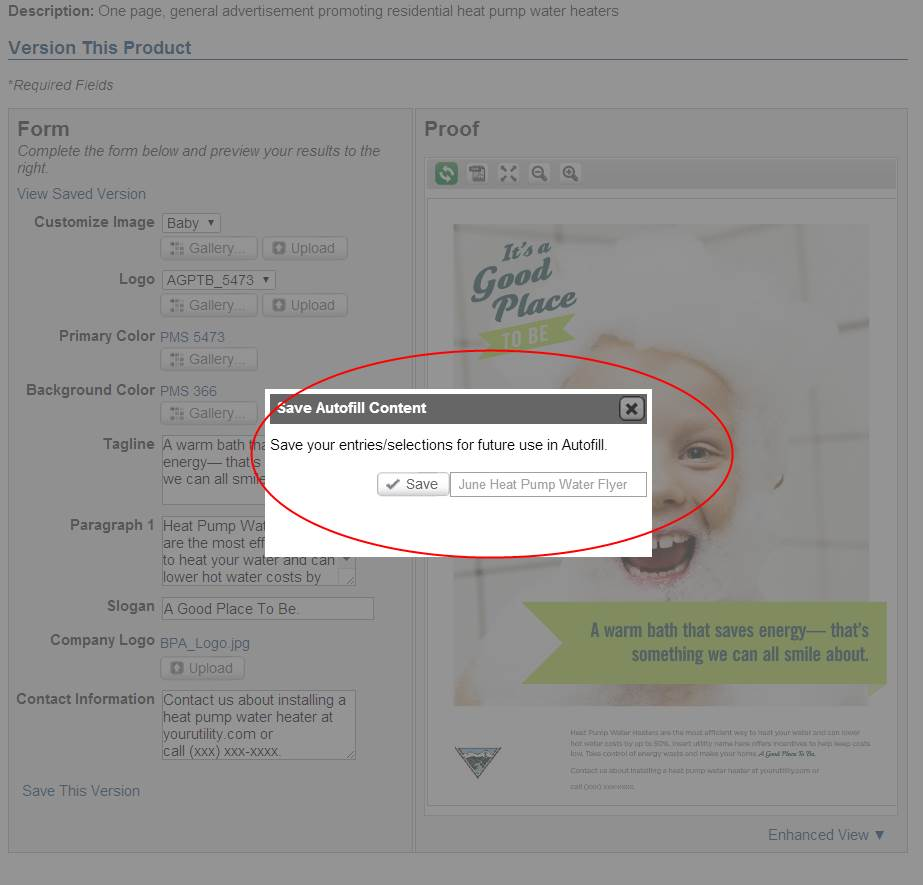 Description: One page, general advertisement promoting residential heat pump water heaters
Version This Product
*Required Fields
Form
Complete the form below and preview your results to the
right.
View Saved Version
Customize Image Baby ▼
Gallery... Upload
Logo AGPTB_5473 ▼
Gallery... Upload
Primary Color PMS 5473
Gallery...
Background Color PMS 366
Gallery...
Tagline A warm bath tha
energy— that's
we can all smile
Paragraph 1 Heat Pump Wat
are the most eff
to heat your water and can
lower hot water costs by
Slogan A Good Place To Be.
Company Logo BPA_Logo.jpg
Upload
Contact Information Contact us about installing a
heat pump water heater at
yourutility.com or
call (xxx) xxx-xxxx.
Save This Version
Save Autofill Content
Save your entries/selections for future use in Autofill.
Save June Heat Pump Water Flyer
Proof
It's a
Good
Place
TO BE
A warm bath that saves energy— that's
something we can all smile about.
Heat Pump Water Heaters are the most efficient way to heat your water and can lower
hot water costs by up to 50%. Insert utility name here offers incentives to help keep costs
low. Take control of energy waste and make your home A Good Place To Be.
Contact us about installing a heat pump water heater at yourutility.com or
call (xxx) xxx-xxxx.
Enhanced View ▼